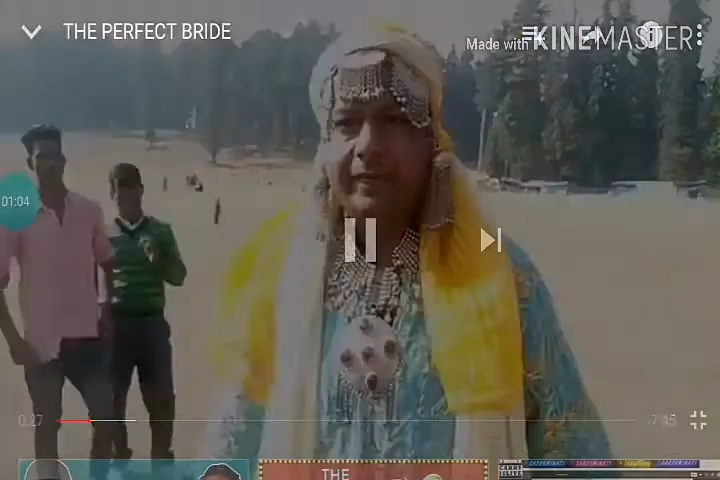 THE PERFECT BRIDE
Made with KINEMASTER
01:04
0:27
-7:45
THE